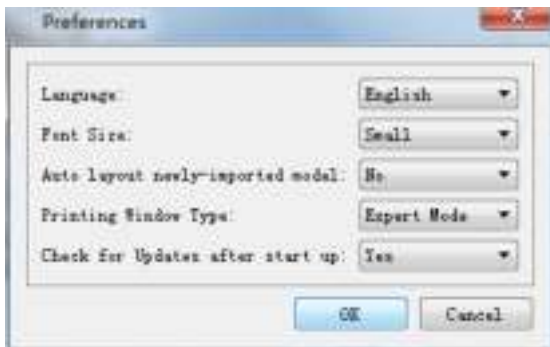 Preferences
Language: English
Font Size: Small
Auto layout newly-imported model: No
Printing Window Type: Expert Mode
Check for Updates after start up: Yes
OK Cancel